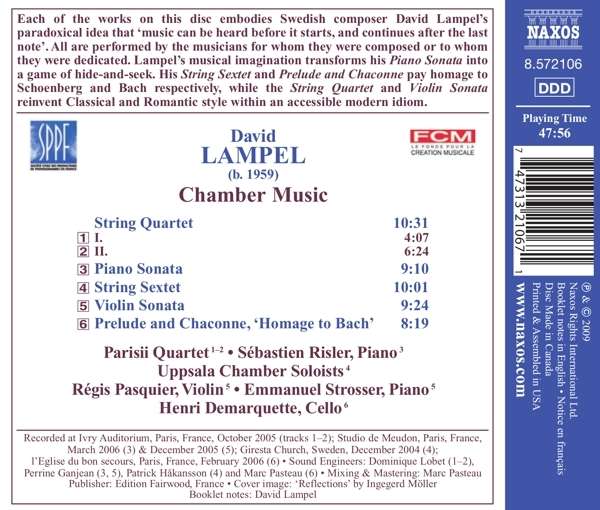 Each of the works on this disc embodies Swedish composer David Lampel's
paradoxical idea that 'music can be heard before it starts, and continues after the last
note'. All are performed by the musicians for whom they were composed or to whom
they were dedicated. Lampel's musical imagination transforms his Piano Sonata into
a game of hide-and-seek. His String Sextet and Prelude and Chaconne pay homage to
Schoenberg and Bach respectively, while the String Quartet and Violin Sonata
reinvent Classical and Romantic style within an accessible modern idiom.
SPPF
David
LAMPEL
(b. 1959)
Chamber Music
FCM
LE FONDS POUR LA
CREATION MUSICALE
String Quartet 10:31
1 I. 4:07
2 II. 6:24
3 Piano Sonata 9:10
4 String Sextet 10:01
5 Violin Sonata 9:24
6 Prelude and Chaconne, 'Homage to Bach' 8:19
Parisii Quartet 1–2 • Sébastien Risler, Piano 3
Uppsala Chamber Soloists 4
Régis Pasquier, Violin 5 • Emmanuel Strosser, Piano 5
Henri Demarquette, Cello 6
Recorded at Ivry Auditorium, Paris, France, October 2005 (tracks 1–2); Studio de Meudon, Paris, France,
March 2006 (3) & December 2005 (5); Giresta Church, Sweden, December 2004 (4);
l'Eglise du bon secours, Paris, France, February 2006 (6) • Sound Engineers: Dominique Lobet (1–2),
Perrine Ganjean (3, 5), Patrick Håkansson (4) and Marc Pasteau (6) • Mixing & Mastering: Marc Pasteau
Publisher: Edition Fairwood, France • Cover image: 'Reflections' by Ingegerd Möller
Booklet notes: David Lampel
NAXOS
8.572106
DDD
Playing Time
47:56
7 47313 21067 1
℗ & © 2009
Naxos Rights International Ltd.
Booklet notes in English • Notice en français
Disc Made in Canada
Printed & Assembled in USA
www.naxos.com